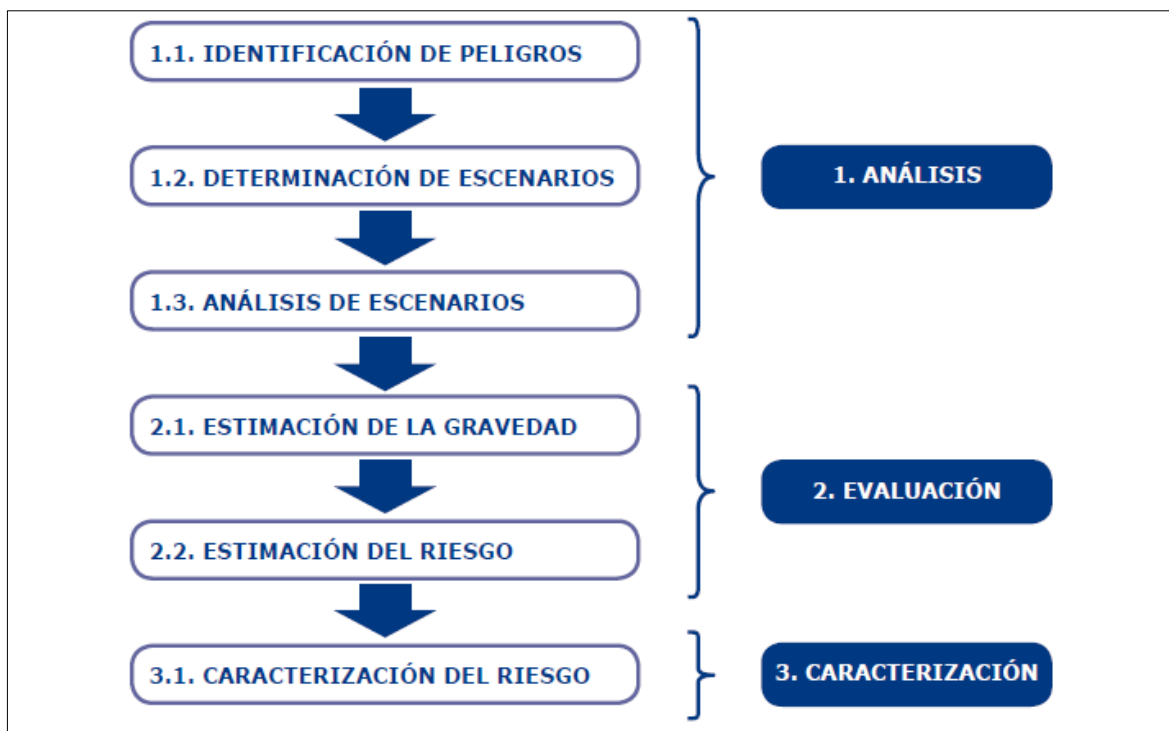 1.1. IDENTIFICACIÓN DE PELIGROS
1.2. DETERMINACIÓN DE ESCENARIOS
1.3. ANÁLISIS DE ESCENARIOS
1. ANÁLISIS
2.1. ESTIMACIÓN DE LA GRAVEDAD
2.2. ESTIMACIÓN DEL RIESGO
2. EVALUACIÓN
3.1. CARACTERIZACIÓN DEL RIESGO
3. CARACTERIZACIÓN